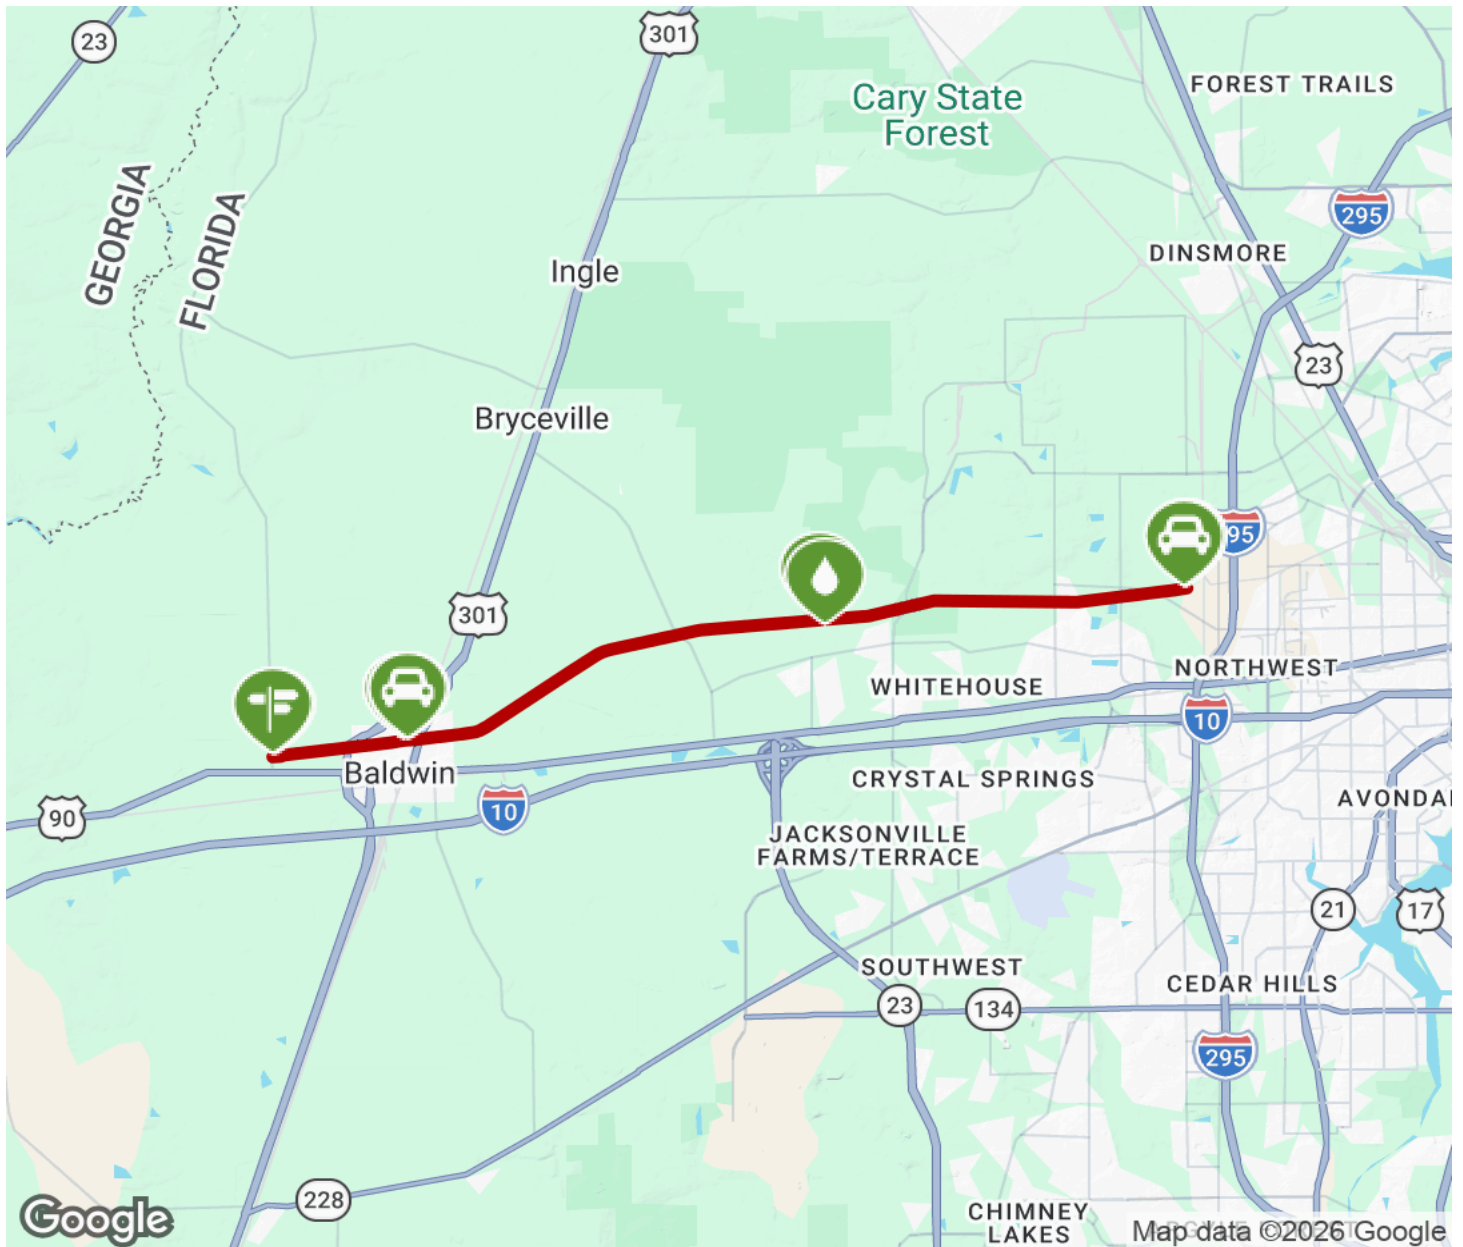 23
301
Cary State
Forest
FOREST TRAILS
GEORGIA
FLORIDA
295
DINSMORE
Ingle
23
Bryceville
95
301
NORTHWEST
WHITEHOUSE
10
Baldwin
CRYSTAL SPRINGS
10
90
AVONDA
JACKSONVILLE
FARMS/TERRACE
21
17
SOUTHWEST
CEDAR HILLS
23
134
295
228
CHIMNEY
LAKES
Google
Map data ©2026 Google